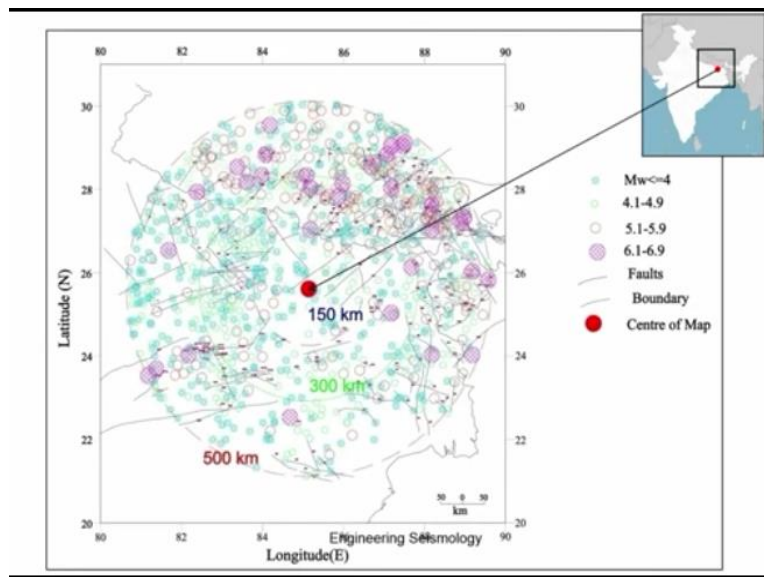 80 82 84 86 88 90
30 30
28 28
26 26
24 24
22 22
20 20
80 82 84 86 88 90
Latitude (N)
Longitude(E)
150 km
300 km
500 km
50 0 50
km
Engineering Seismology
Mw<=4
4.1-4.9
5.1-5.9
6.1-6.9
Faults
Boundary
Centre of Map